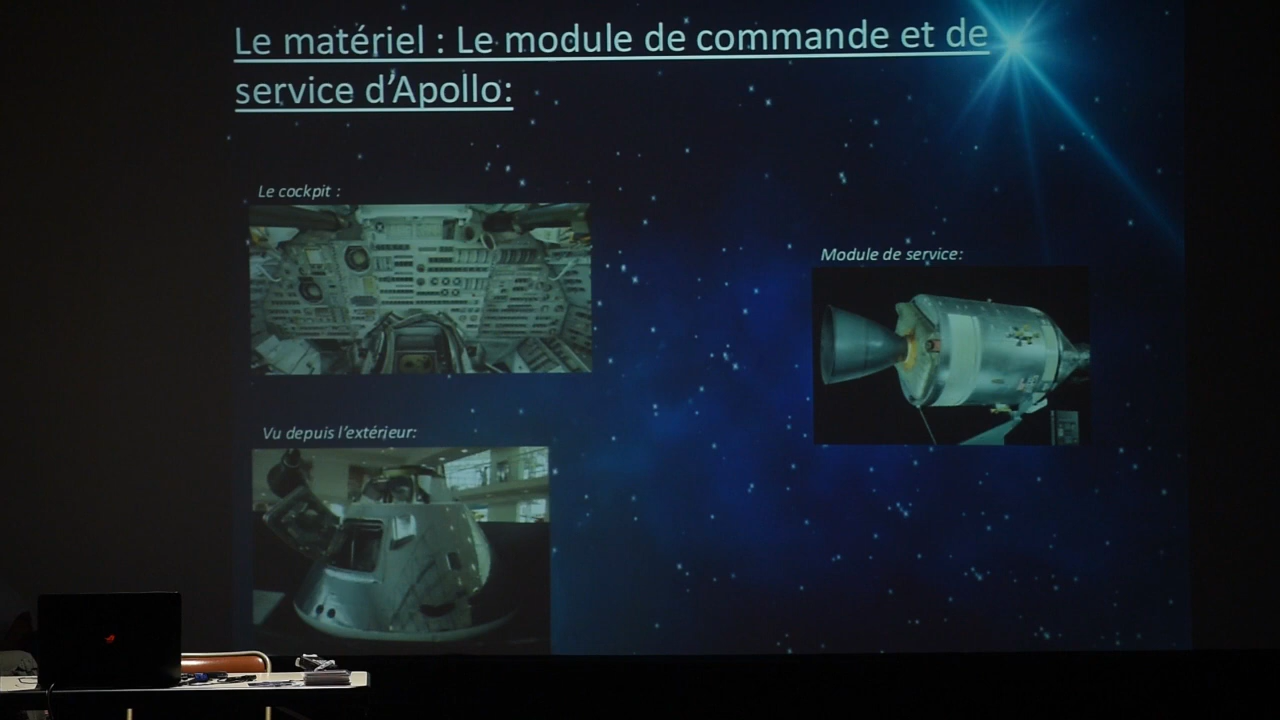 Le matériel : Le module de commande et de
service d’Apollo:
Le cockpit :
Module de service:
Vu depuis l’extérieur: